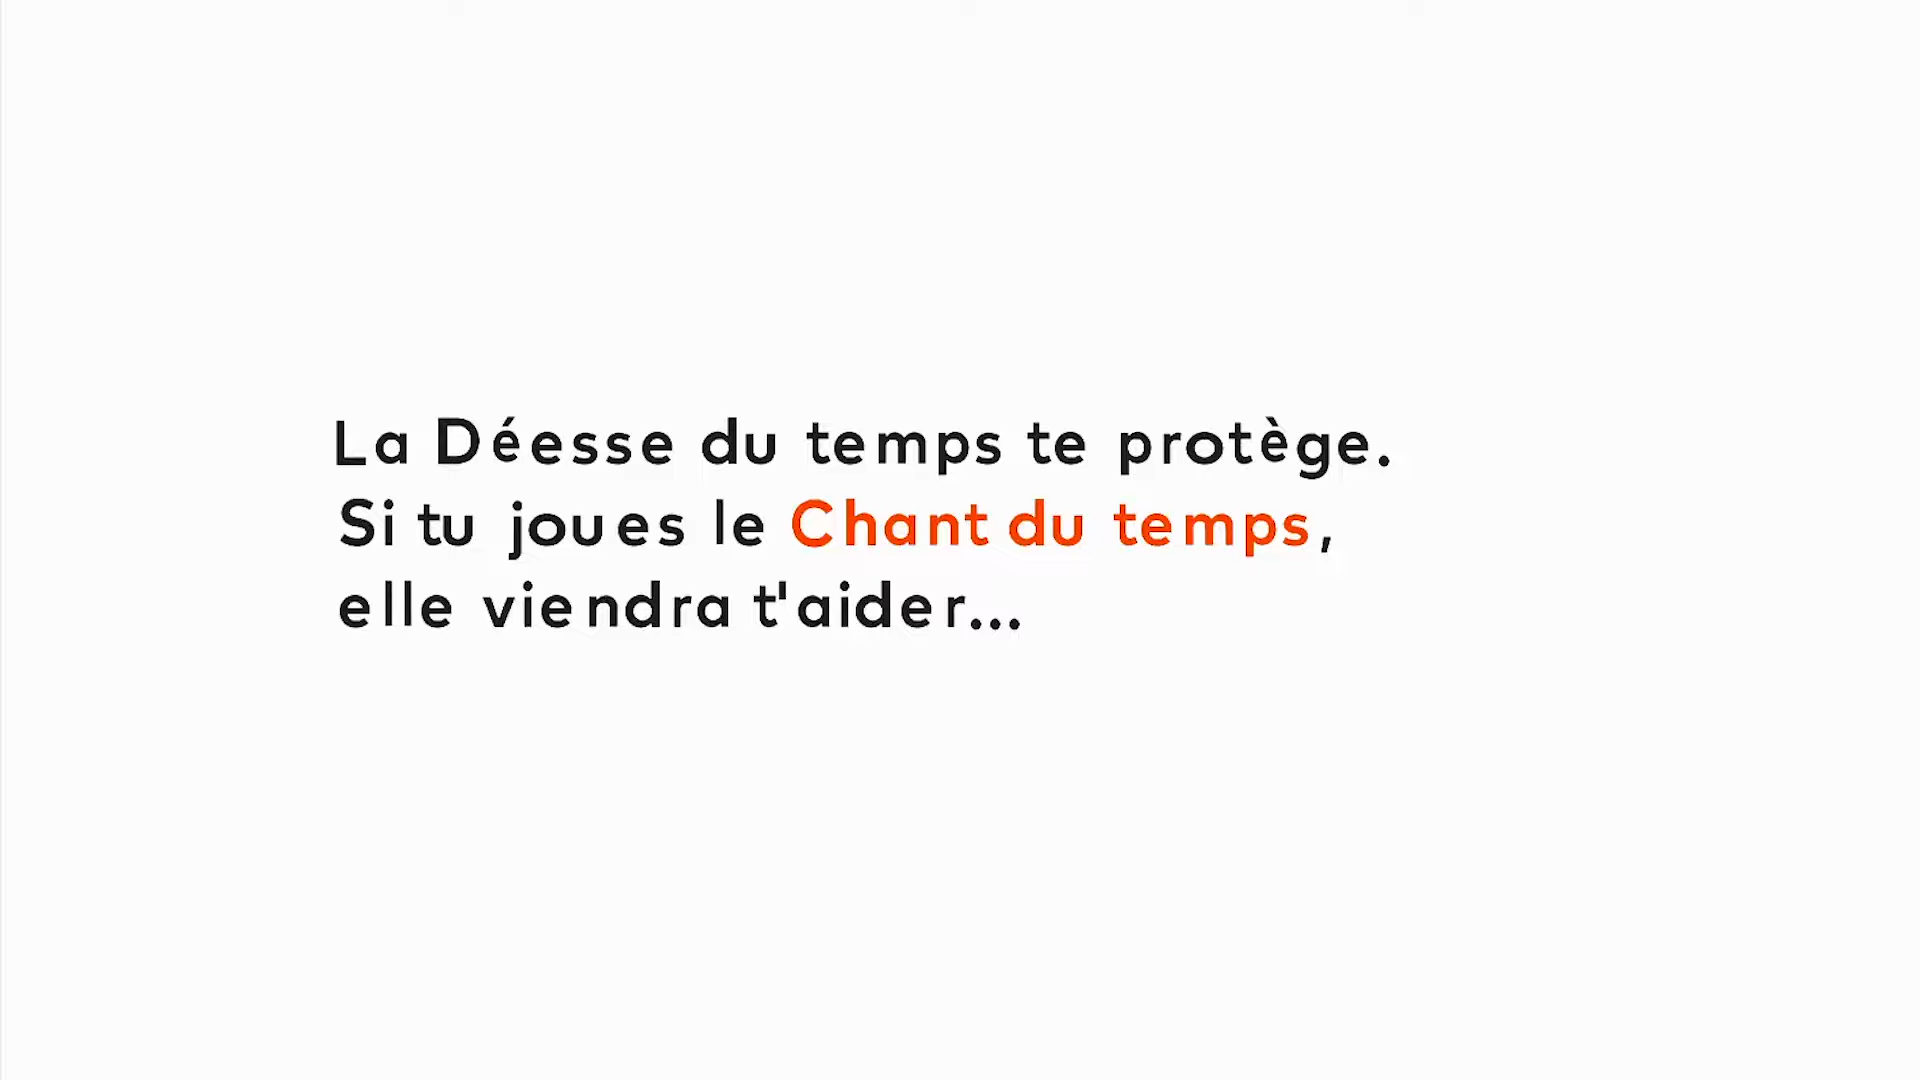 La Déesse du temps te protège.
Si tu joues le Chant du temps,
elle viendra t'aider...